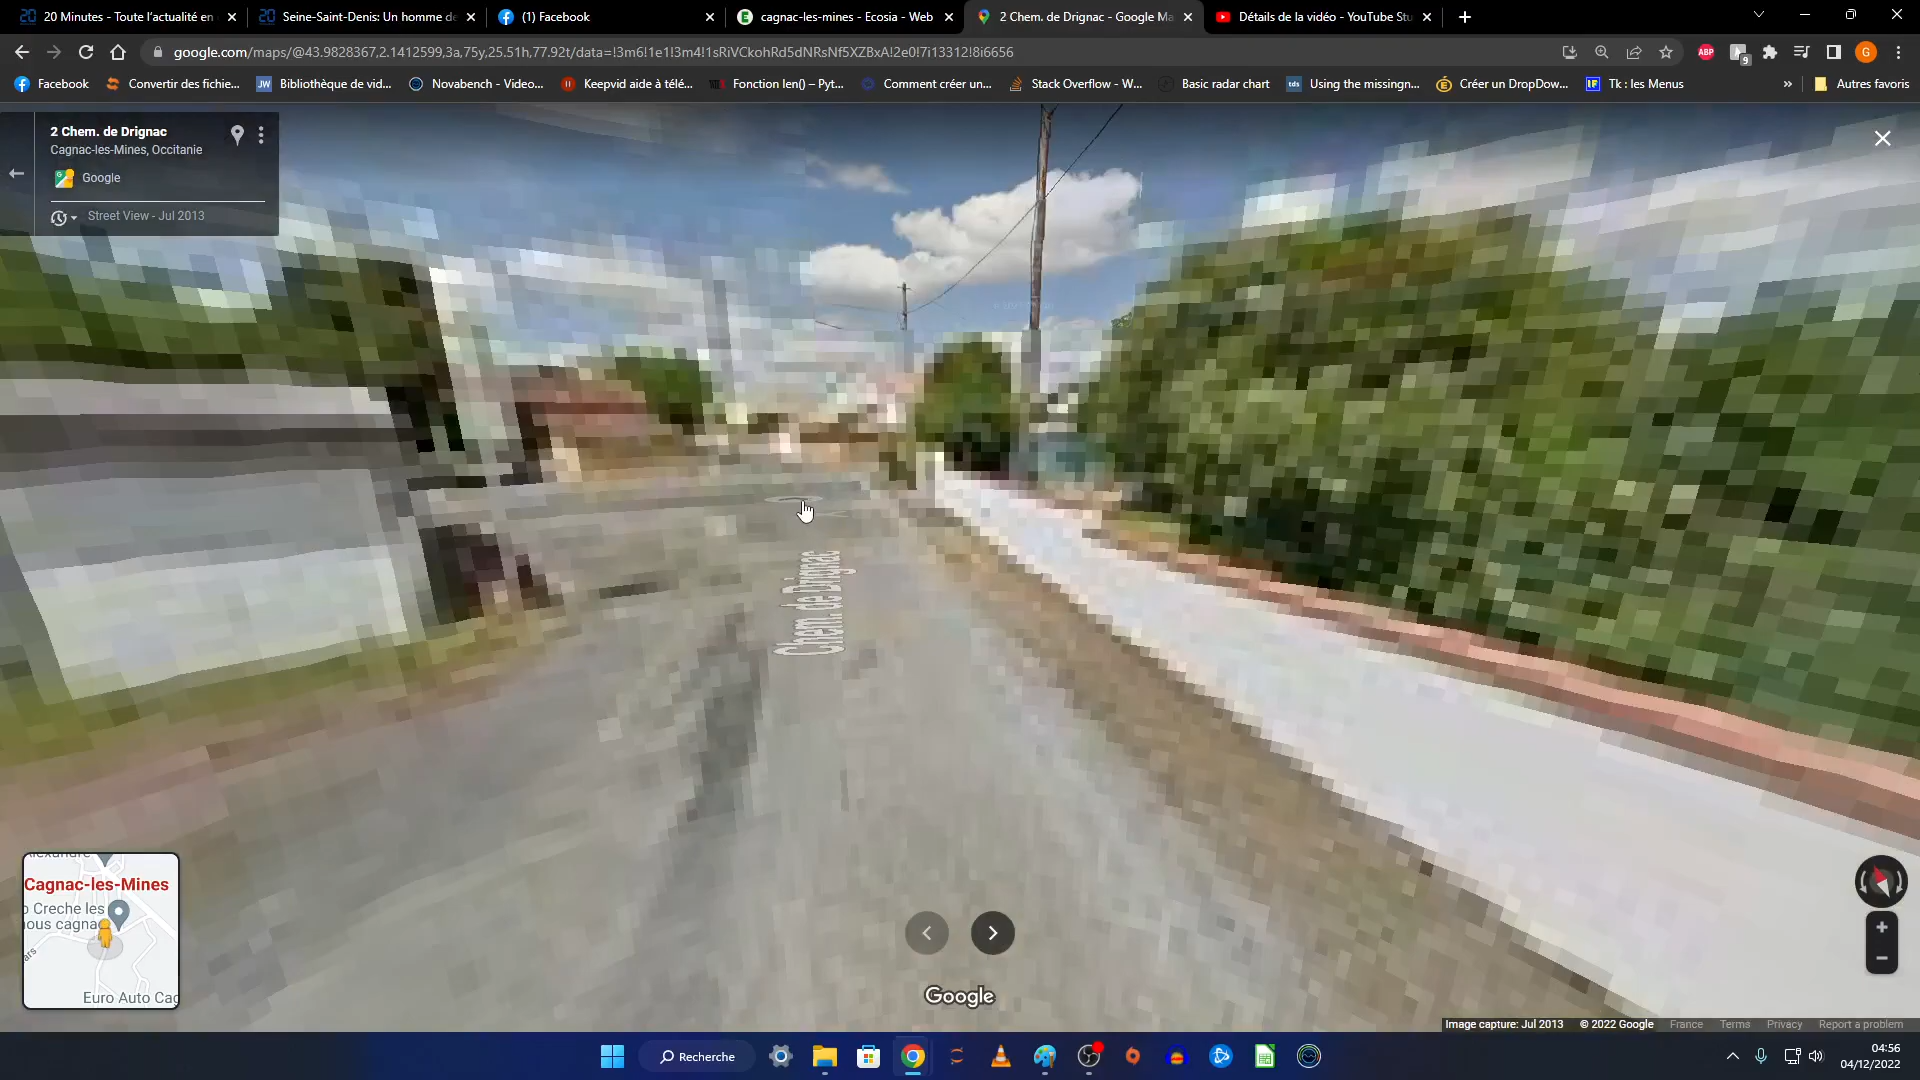 20 Minutes - Toute l'actualité en
Seine-Saint-Denis: Un homme de
(1) Facebook
cagnac-les-mines - Ecosia - Web
2 Chem. de Drignac - Google Ma
Détails de la vidéo - YouTube Stu
google.com/maps/@43.9828367,2.1412599,3a,75y,25.51h,77.92t/data=!3m6!1e1!3m4!1sRiVCkohRd5dNRsNf5XZBxA!2e0!7i13312!8i6656
ABP
9
G
Facebook
Convertir des fichie...
JW
Bibliothèque de vid...
Novabench - Video...
Keepvid aide à télé...
Fonction len() – Pyt...
Comment créer un...
Stack Overflow - W...
Basic radar chart
tds
Using the missingn...
Créer un DropDow...
Tk : les Menus
»
Autres favoris
2 Chem. de Drignac
Cagnac-les-Mines, Occitanie
Google
Street View - Jul 2013
Chem. de Drignac
Cagnac-les-Mines
Creche les
nous cagnac
Euro Auto Cag
Google
Image capture: Jul 2013 © 2022 Google France Terms Privacy Report a problem
Recherche
04:56
04/12/2022